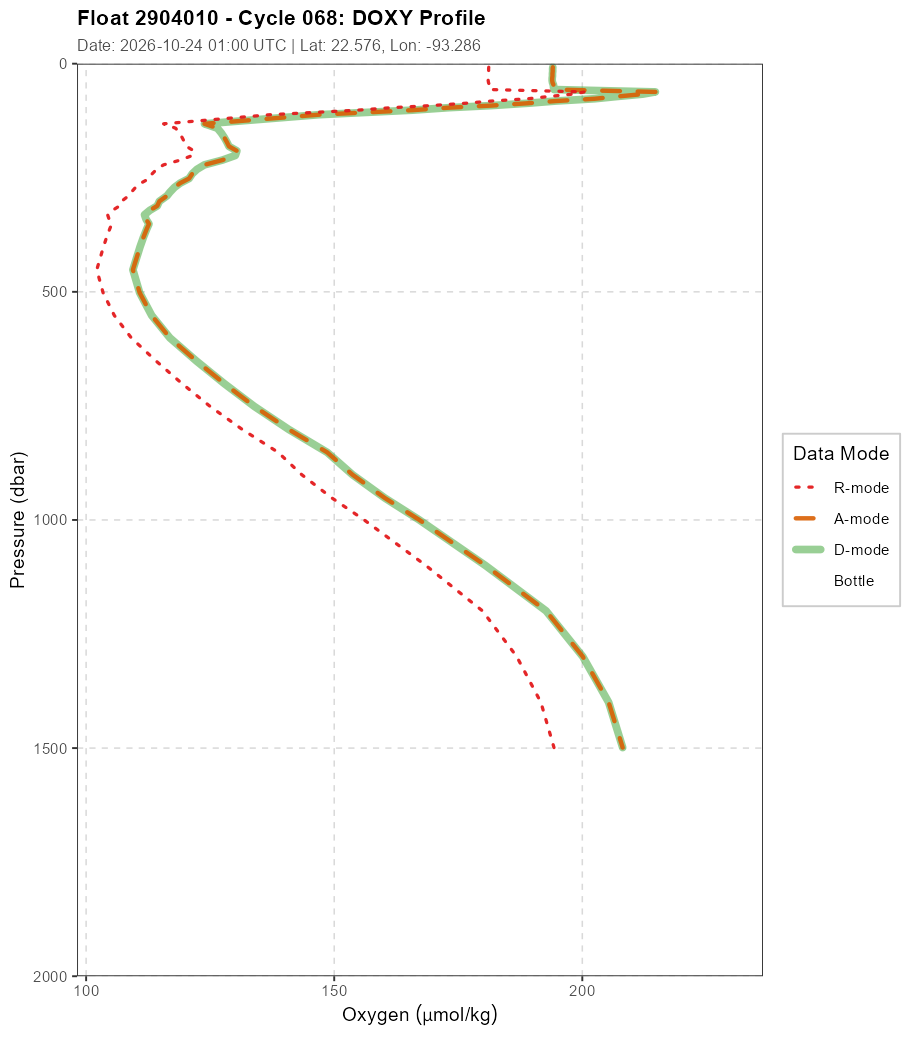 Float 2904010 - Cycle 068: DOXY Profile
Date: 2026-10-24 01:00 UTC | Lat: 22.576, Lon: -93.286
0
500
1000
1500
2000
Pressure (dbar)
100
150
200
Oxygen (μmol/kg)
Data Mode
R-mode
A-mode
D-mode
Bottle